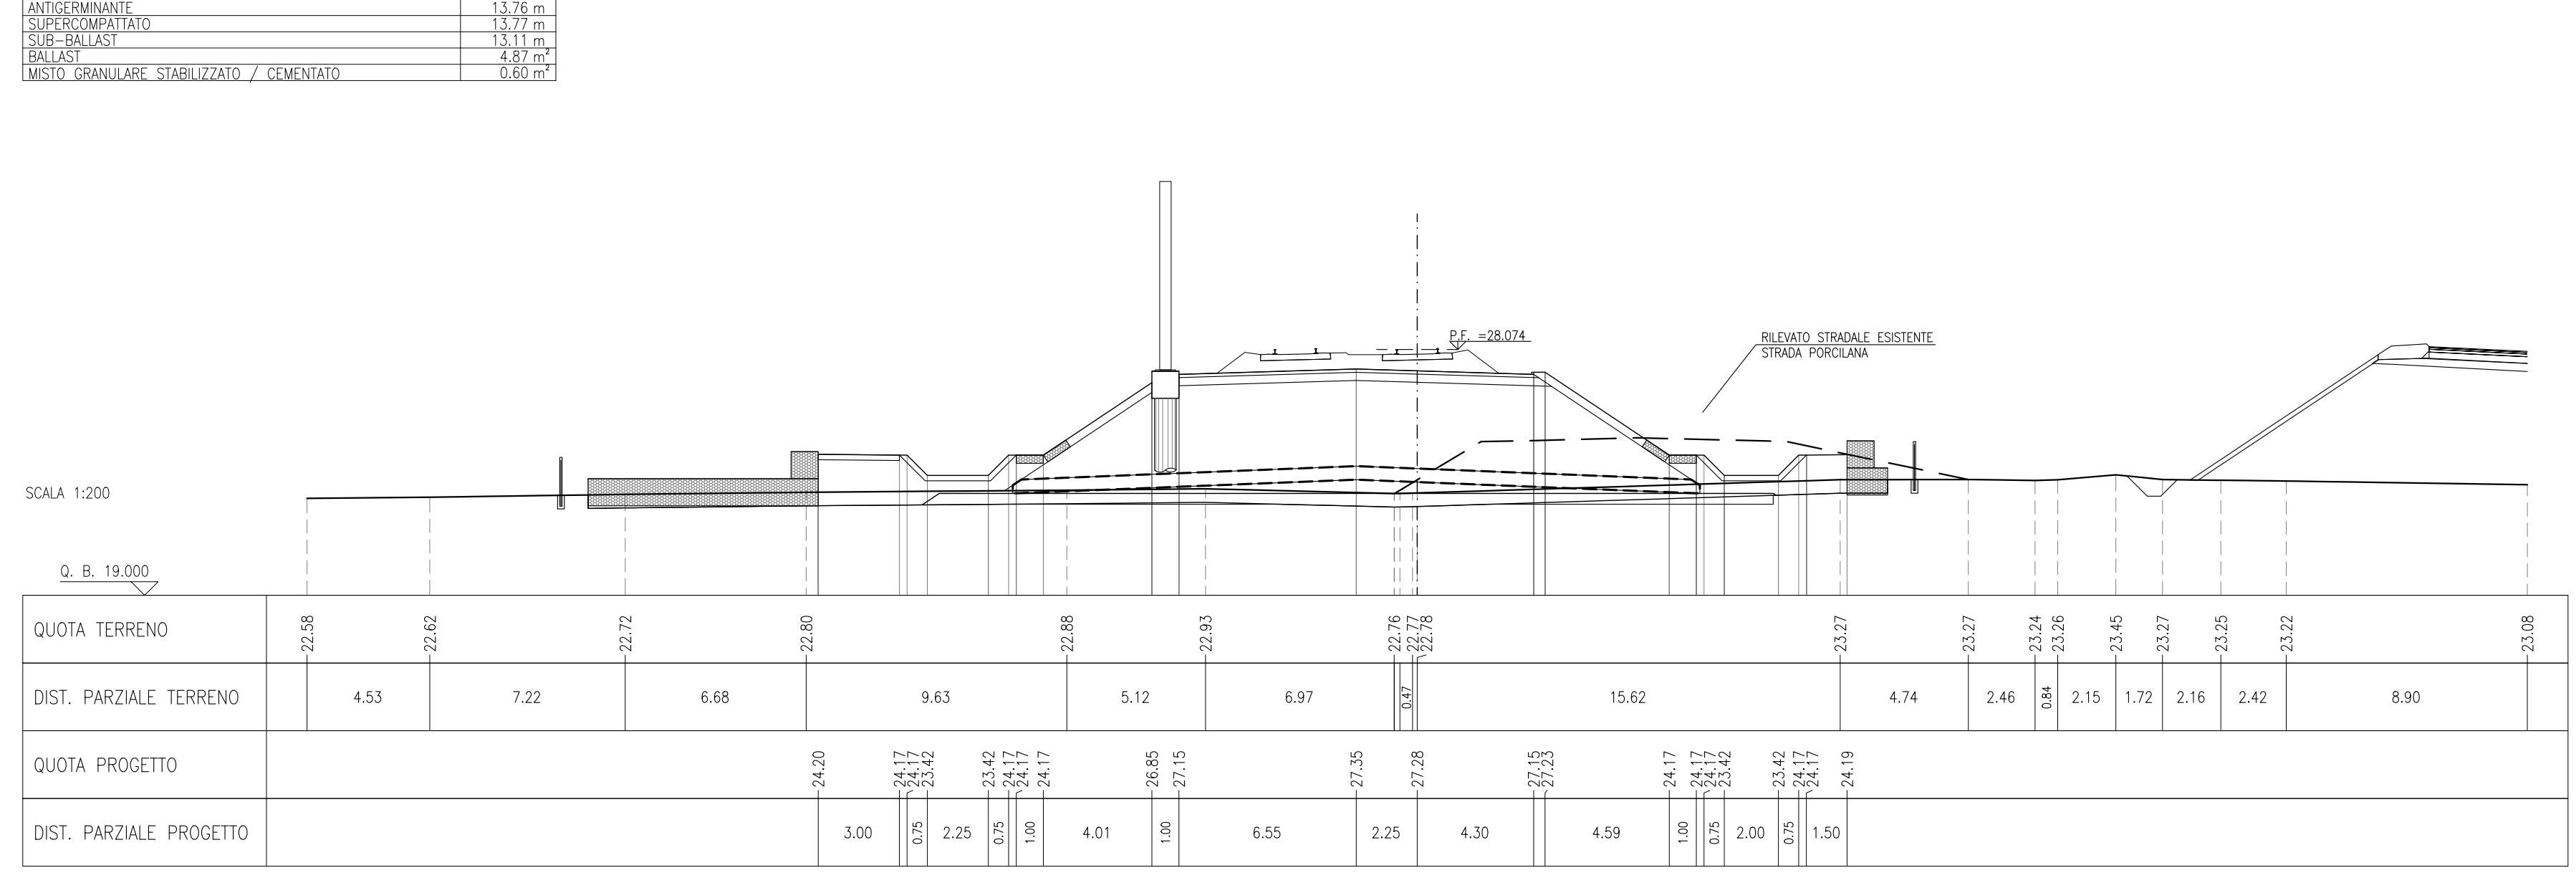 ANTIGERMINANTE 13.76 m
SUPERCOMPATTATO 13.77 m
SUB-BALLAST 13.11 m
BALLAST 4.87 m²
MISTO GRANULARE STABILIZZATO / CEMENTATO 0.60 m²
P.F. =28.074
RILEVATO STRADALE ESISTENTE
STRADA PORCILANA
SCALA 1:200
Q. B. 19.000
QUOTA TERRENO 22.58 22.62 22.72 22.80 22.88 22.93 22.76 22.77 22.78 23.27 23.27 23.24 23.26 23.45 23.27 23.25 23.22 23.08
DIST. PARZIALE TERRENO 4.53 7.22 6.68 9.63 5.12 6.97 0.47 15.62 4.74 2.46 0.84 2.15 1.72 2.16 2.42 8.90
QUOTA PROGETTO 24.20 24.17 24.17 23.42 23.42 24.17 24.17 24.17 26.85 27.15 27.35 27.28 27.15 27.23 24.17 24.17 24.17 23.42 23.42 24.17 24.17 24.19
DIST. PARZIALE PROGETTO 3.00 0.75 2.25 0.75 1.00 4.01 1.00 6.55 2.25 4.30 4.59 1.00 0.75 2.00 0.75 1.50